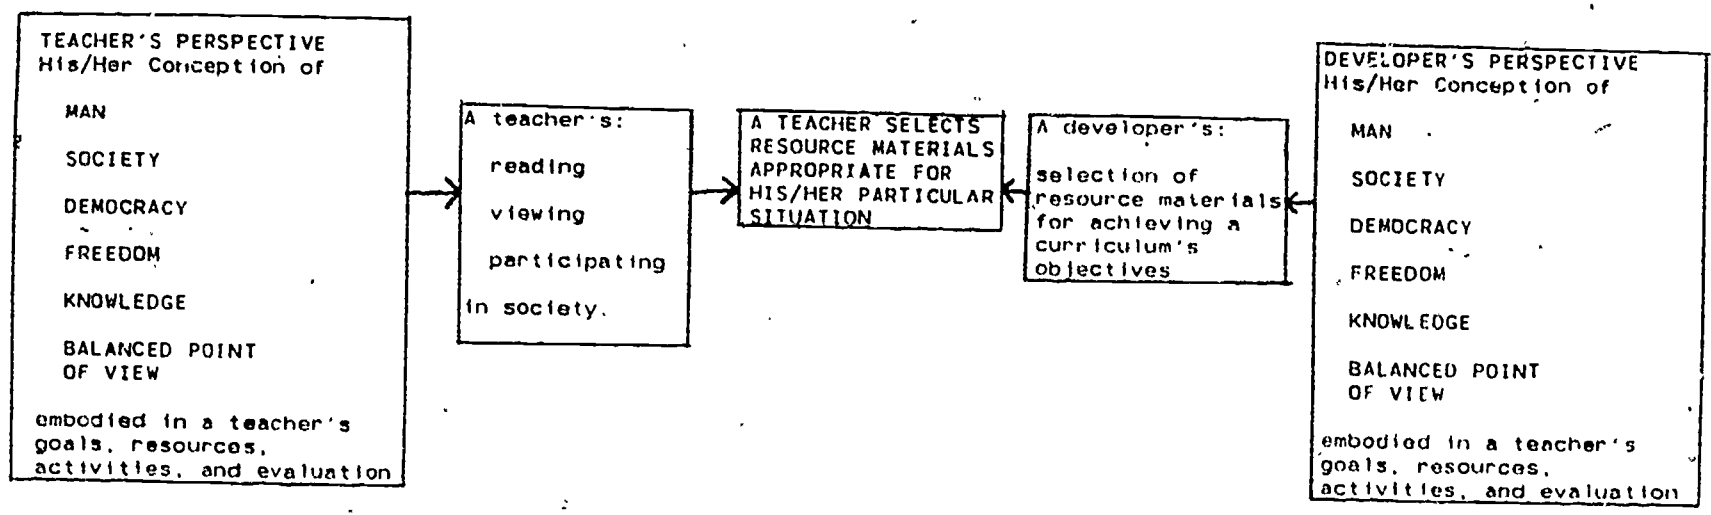 TEACHER'S PERSPECTIVE
His/Her Conception of
MAN
SOCIETY
DEMOCRACY
FREEDOM
KNOWLEDGE
BALANCED POINT
OF VIEW
embodied in a teacher's
goals, resources,
activities, and evaluation
A teacher's:
reading
viewing
participating
in society.
A TEACHER SELECTS
RESOURCE MATERIALS
APPROPRIATE FOR
HIS/HER PARTICULAR
SITUATION
A developer's:
selection of
resource materials
for achieving a
curriculum's
objectives
DEVELOPER'S PERSPECTIVE
His/Her Conception of
MAN
SOCIETY
DEMOCRACY
FREEDOM
KNOWLEDGE
BALANCED POINT
OF VIEW
embodied in a teacher's
goals, resources,
activities, and evaluation